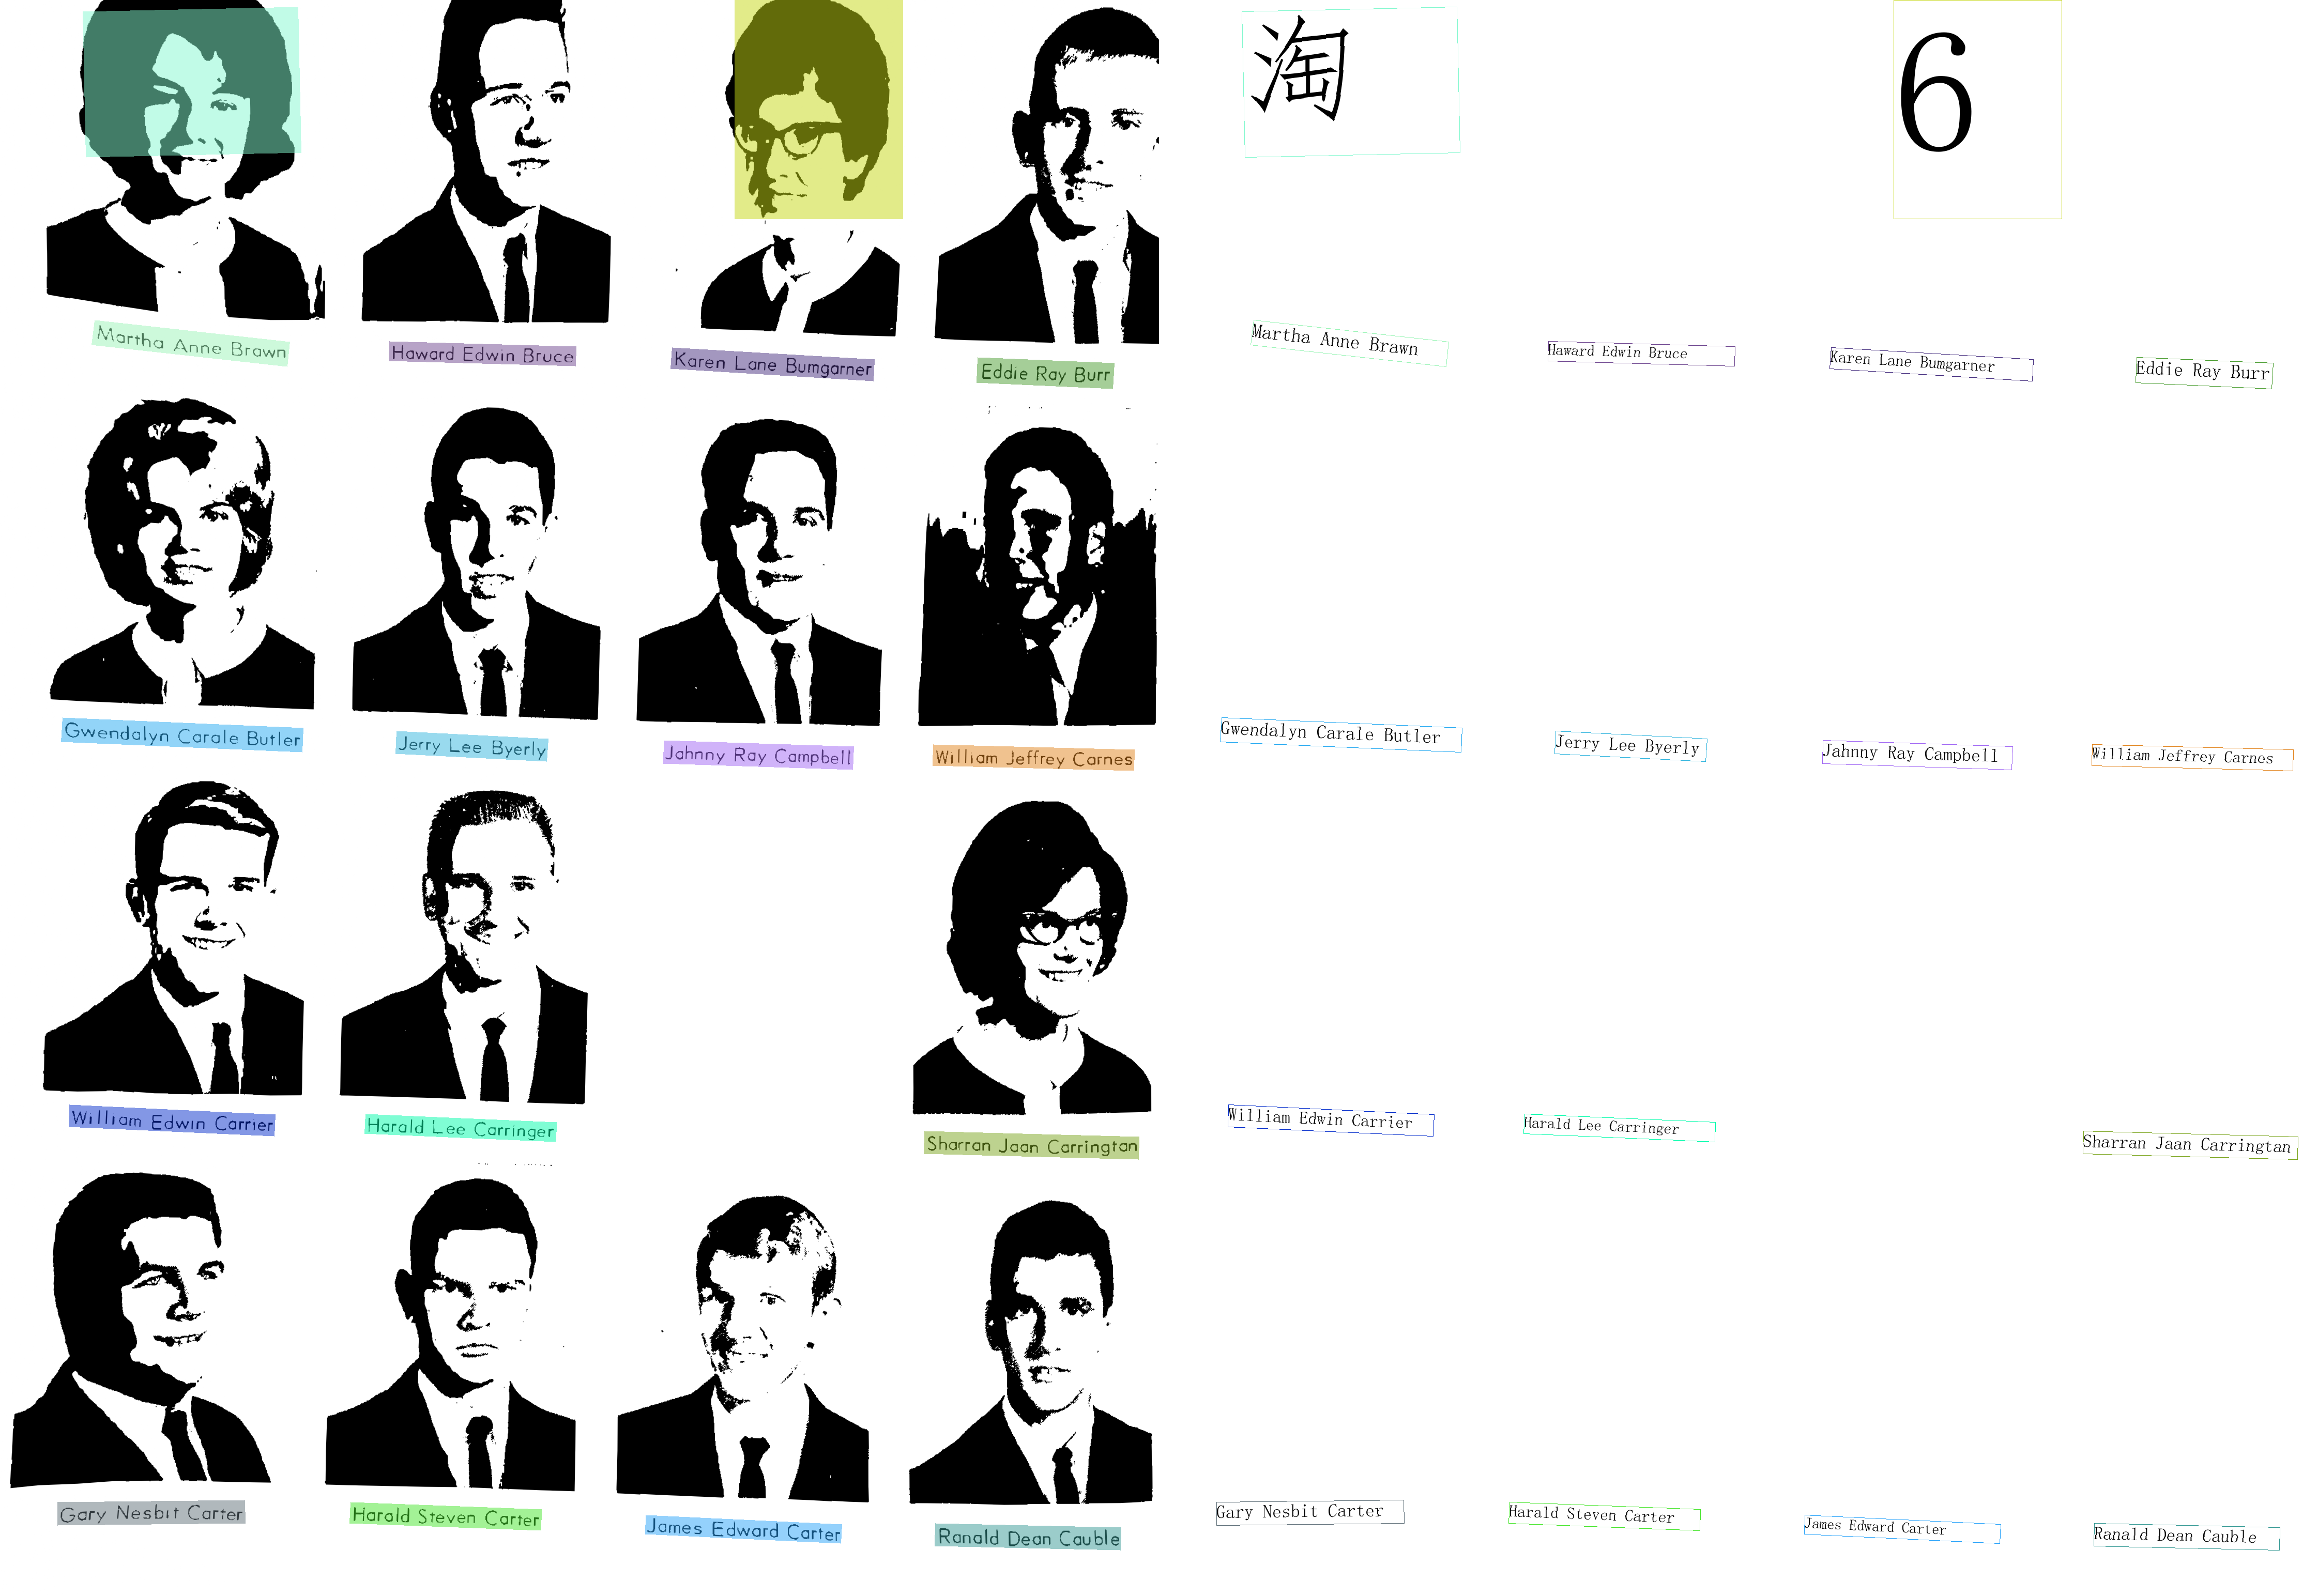 Martha Anne Brawn
Haward Edwin Bruce
Karen Lane Bumgarner
Eddie Ray Burr
Gwendalyn Carale Butler
Jerry Lee Byerly
Jahnny Ray Campbell
William Jeffrey Carnes
William Edwin Carrier
Harald Lee Carringer
Sharran Jaan Carringtan
Gary Nesbit Carter
Harald Steven Carter
James Edward Carter
Ranald Dean Cauble
淘
6
Martha Anne Brawn
Haward Edwin Bruce
Karen Lane Bumgarner
Eddie Ray Burr
Gwendalyn Carale Butler
Jerry Lee Byerly
Jahnny Ray Campbell
William Jeffrey Carnes
William Edwin Carrier
Harald Lee Carringer
Sharran Jaan Carringtan
Gary Nesbit Carter
Harald Steven Carter
James Edward Carter
Ranald Dean Cauble